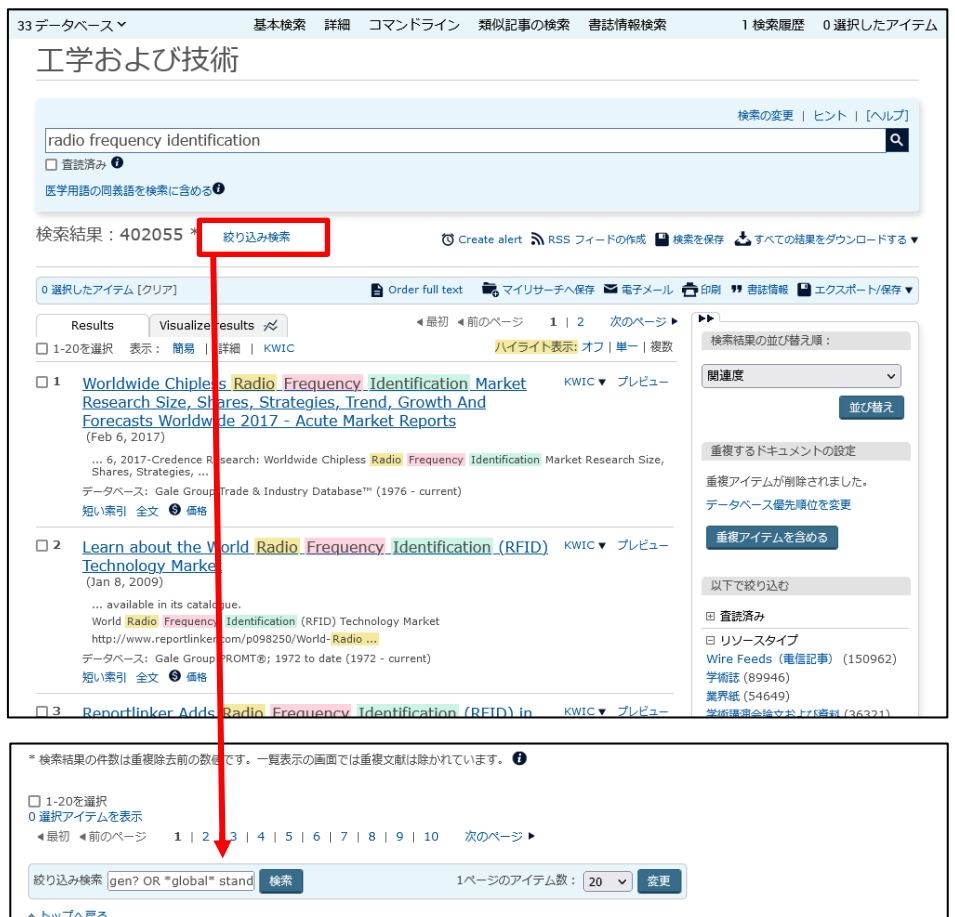 33 データベース 基本検索 詳細 コマンドライン 類似記事の検索 書誌情報検索 1 検索履歴 0 選択したアイテム
工学および技術
検索の変更 | ヒント | [ヘルプ]
radio frequency identification
査読済み
医学用語の同義語を検索に含める
検索結果：402055 * 絞り込み検索 Create alert RSS フィードの作成 検索を保存 すべての結果をダウンロードする ▼
0 選択したアイテム [クリア] Order full text マイリサーチへ保存 電子メール 印刷 書誌情報 エクスポート/保存 ▼
Results Visualize results ◀最初 ◀前のページ 1 | 2 次のページ ▶
1-20を選択 表示： 簡易 | 詳細 | KWIC ハイライト表示: オフ | 単一 | 複数
1 Worldwide Chipless Radio Frequency Identification Market KWIC ▼ プレビュー
Research Size, Shares, Strategies, Trend, Growth And
Forecasts Worldwide 2017 - Acute Market Reports
(Feb 6, 2017)
... 6, 2017-Credence Research: Worldwide Chipless Radio Frequency Identification Market Research Size,
Shares, Strategies, ...
データベース: Gale Group Trade & Industry Database™ (1976 - current)
短い索引 全文 価格
2 Learn about the World Radio Frequency Identification (RFID) KWIC ▼ プレビュー
Technology Market
(Jan 8, 2009)
... available in its catalogue.
World Radio Frequency Identification (RFID) Technology Market
http://www.reportlinker.com/p098250/World-Radio ...
データベース: Gale Group PROMT®; 1972 to date (1972 - current)
短い索引 全文 価格
3 Reportlinker Adds Radio Frequency Identification (RFID) in KWIC ▼ プレビュー
検索結果の並び替え順：
関連度
並び替え
重複するドキュメントの設定
重複アイテムが削除されました。
データベース優先順位を変更
重複アイテムを含める
以下で絞り込む
査読済み
リソースタイプ
Wire Feeds（電信記事） (150962)
学術誌 (89946)
業界紙 (54649)
学術講演会論文および資料 (36321)
* 検索結果の件数は重複除去前の数値です。一覧表示の画面では重複文献は除かれています。
1-20を選択
0 選択アイテムを表示
◀最初 ◀前のページ 1 | 2 | 3 | 4 | 5 | 6 | 7 | 8 | 9 | 10 次のページ ▶
絞り込み検索 gen? OR *global* stand 検索 1ページのアイテム数： 20 変更
トップへ戻る